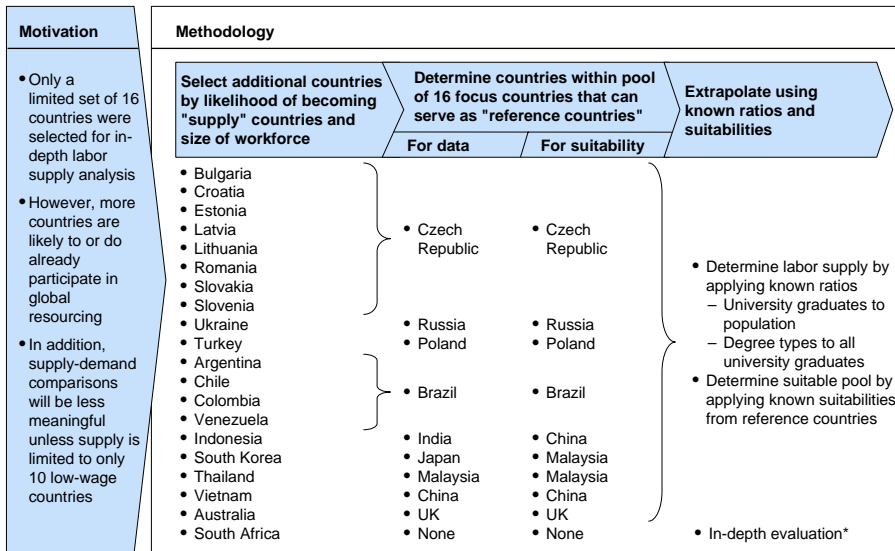 Motivation
• Only a
limited set of 16
countries were
selected for in-
depth labor
supply analysis
• However, more
countries are
likely to or do
already
participate in
global
resourcing
• In addition,
supply-demand
comparisons
will be less
meaningful
unless supply is
limited to only
10 low-wage
countries
Methodology
Select additional countries
by likelihood of becoming
"supply" countries and
size of workforce
Determine countries within pool
of 16 focus countries that can
serve as "reference countries"
For data
For suitability
Extrapolate using
known ratios and
suitabilities
• Bulgaria
• Croatia
• Estonia
• Latvia
• Lithuania
• Romania
• Slovakia
• Slovenia
• Ukraine
• Turkey
• Argentina
• Chile
• Colombia
• Venezuela
• Indonesia
• South Korea
• Thailand
• Vietnam
• Australia
• South Africa
• Czech
Republic
• Russia
• Poland
• Brazil
• India
• Japan
• Malaysia
• China
• UK
• None
• Czech
Republic
• Russia
• Poland
• Brazil
• China
• Malaysia
• Malaysia
• China
• UK
• None
• Determine labor supply by
applying known ratios
– University graduates to
population
– Degree types to all
university graduates
• Determine suitable pool by
applying known suitabilities
from reference countries
• In-depth evaluation*